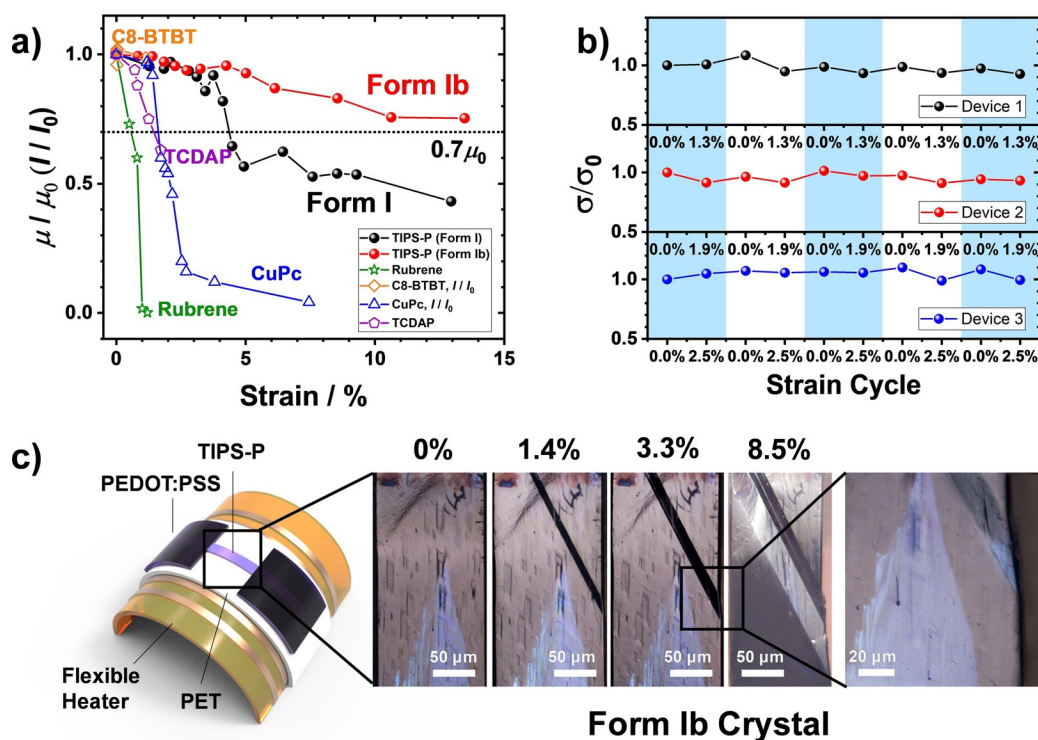 a)
μ / μ0 (I / I0)
1.0
0.5
0.0
C8-BTBT
Form Ib
0.7μ0
TCDAP
Form I
CuPc
Rubrene
TIPS-P (Form I)
TIPS-P (Form Ib)
Rubrene
C8-BTBT, I / I0
CuPc, I / I0
TCDAP
0 5 10 15
Strain / %
b)
σ/σ0
1.0
0.5
Device 1
0.0% 1.3% 0.0% 1.3% 0.0% 1.3% 0.0% 1.3% 0.0% 1.3%
1.0
0.5
Device 2
0.0% 1.9% 0.0% 1.9% 0.0% 1.9% 0.0% 1.9% 0.0% 1.9%
1.0
0.5
Device 3
0.0% 2.5% 0.0% 2.5% 0.0% 2.5% 0.0% 2.5% 0.0% 2.5%
Strain Cycle
c)
TIPS-P
PEDOT:PSS
Flexible
Heater
PET
0% 1.4% 3.3% 8.5%
50 μm 50 μm 50 μm 50 μm 20 μm
Form Ib Crystal